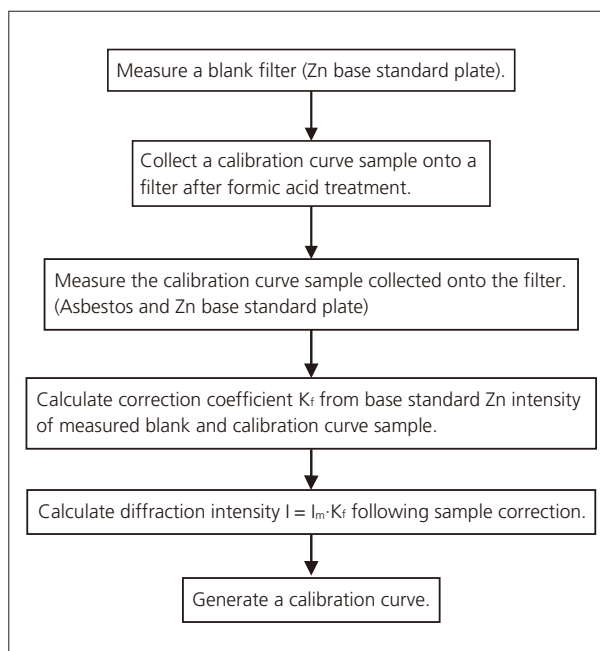 Measure a blank filter (Zn base standard plate).
Collect a calibration curve sample onto a
filter after formic acid treatment.
Measure the calibration curve sample collected onto the filter.
(Asbestos and Zn base standard plate)
Calculate correction coefficient Kf from base standard Zn intensity
of measured blank and calibration curve sample.
Calculate diffraction intensity I = Im·Kf following sample correction.
Generate a calibration curve.